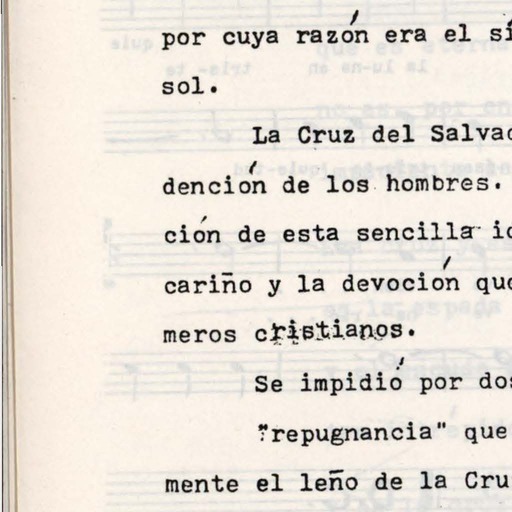 por cuya razón era el sí
sol.
La Cruz del Salvad
dención de los hombres.
ción de esta sencilla
cariño y la devoción que
meros cristianos.
Se impidió por dos
"repugnancia" que
mente el leño de la Cru